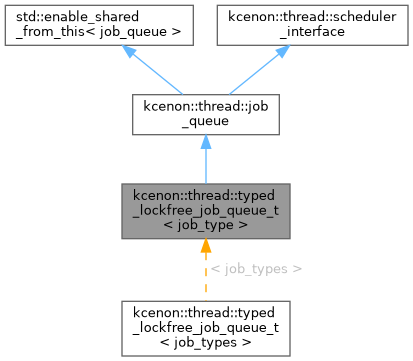 std::enable_shared
_from_this< job_queue >
kcenon::thread::scheduler
_interface
kcenon::thread::job
_queue
kcenon::thread::typed
_lockfree_job_queue_t
< job_type >
< job_types >
kcenon::thread::typed
_lockfree_job_queue_t
< job_types >